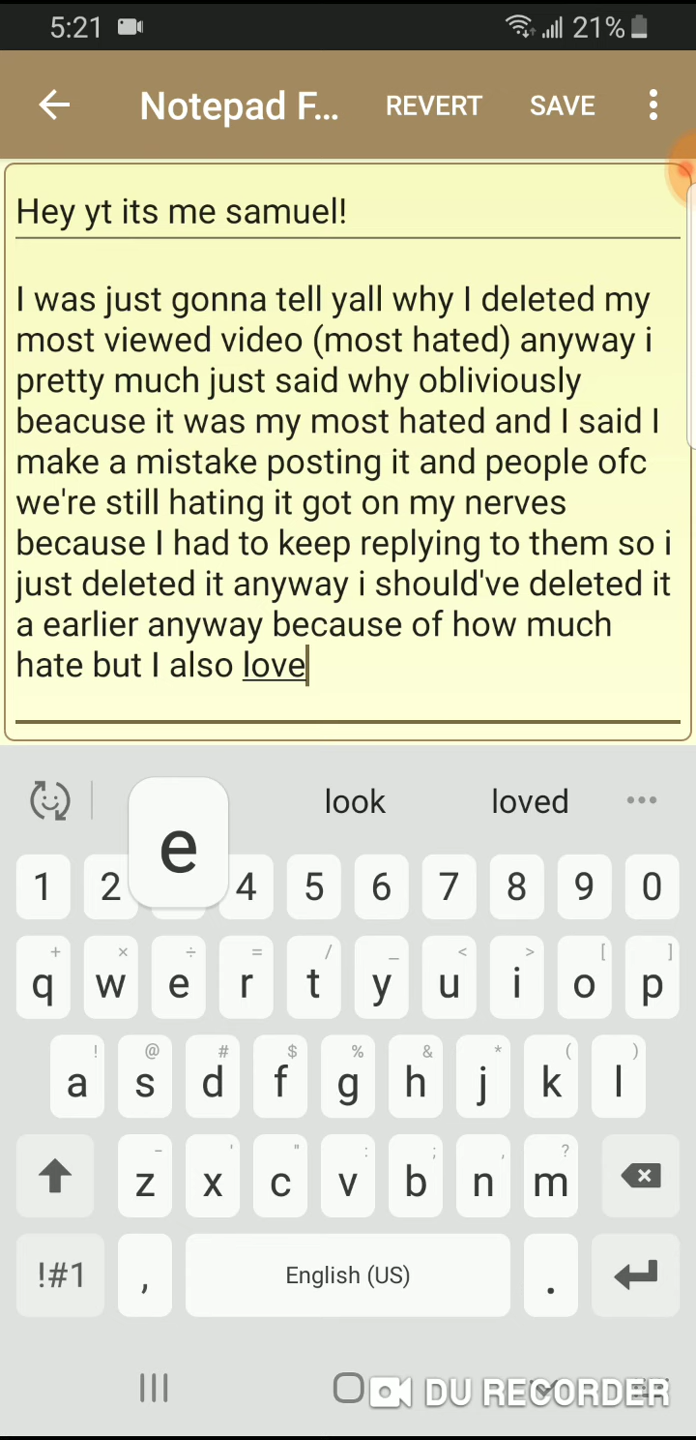 5:21 21%
Notepad F... REVERT SAVE
Hey yt its me samuel!
I was just gonna tell yall why I deleted my
most viewed video (most hated) anyway i
pretty much just said why obliviously
beacuse it was my most hated and I said I
make a mistake posting it and people ofc
we're still hating it got on my nerves
because I had to keep replying to them so i
just deleted it anyway i should've deleted it
a earlier anyway because of how much
hate but I also love
e look loved
1 2 4 5 6 7 8 9 0
+ × ÷ = / _ < > [ ]
q w e r t y u i o p
! @ # $ % & * ( )
a s d f g h j k l
- ' " : ; , ?
z x c v b n m
!#1 , English (US) .
DU RECORDER